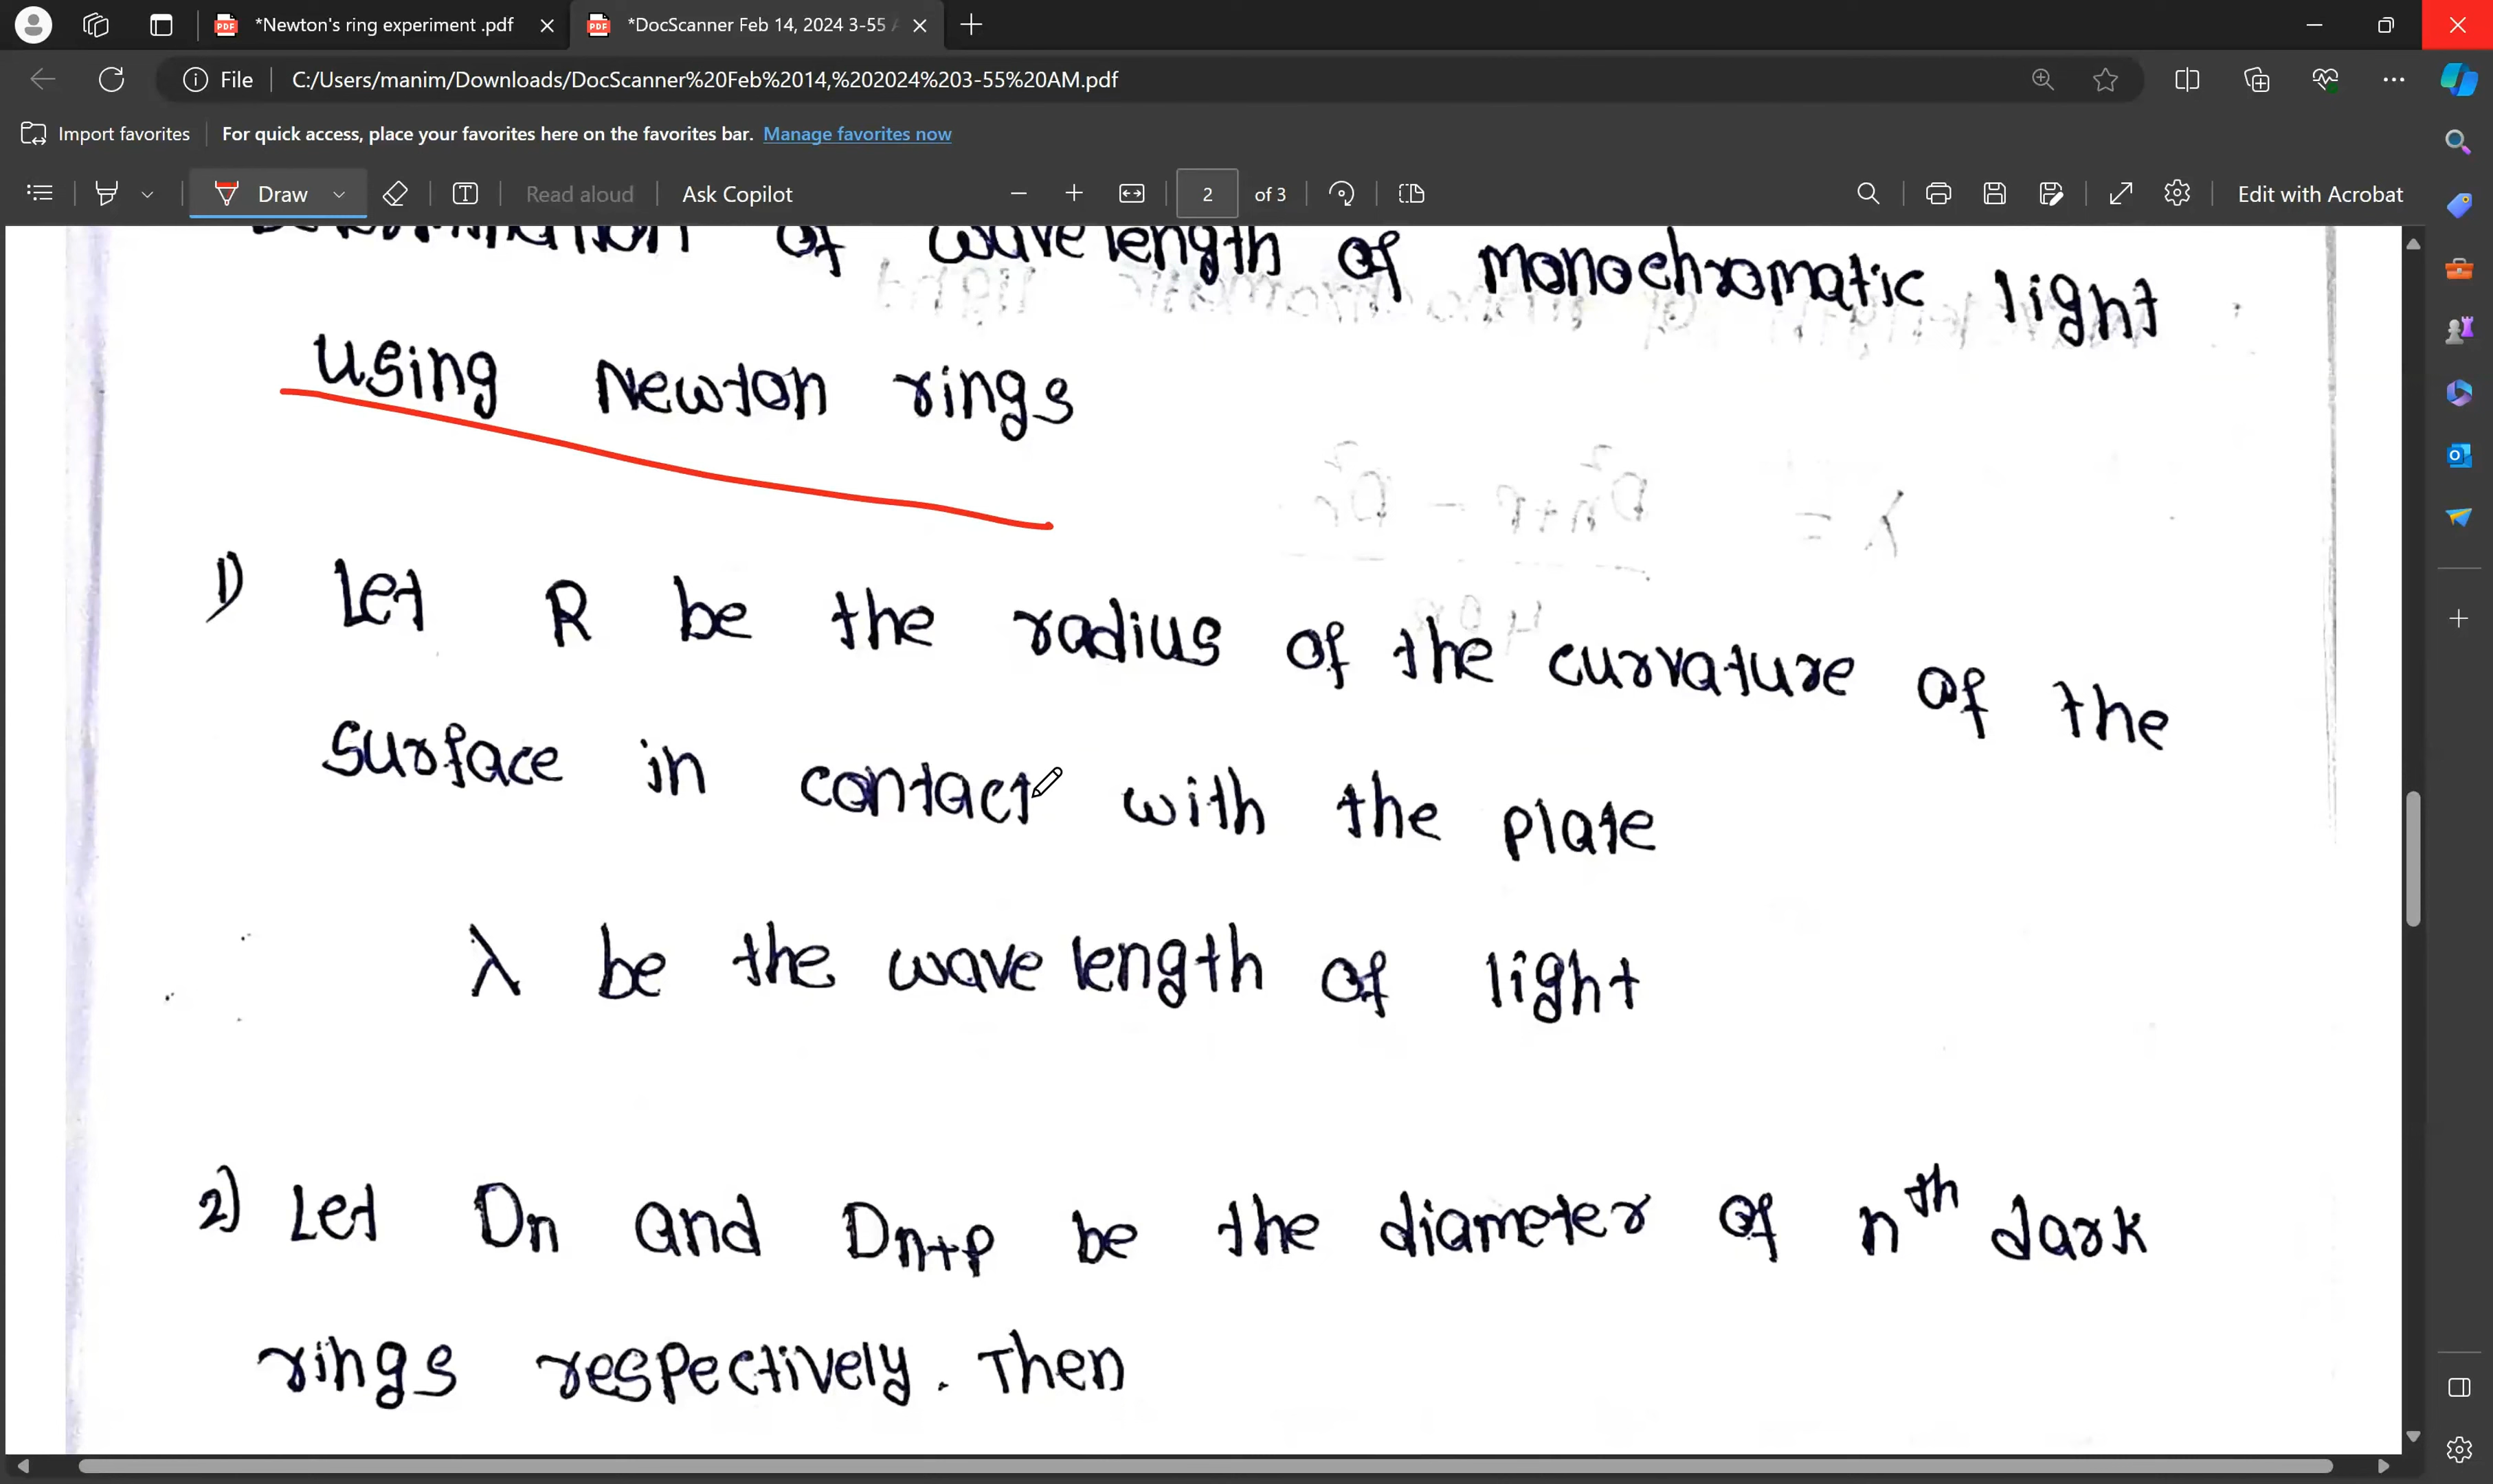 *Newton's ring experiment .pdf
*DocScanner Feb 14, 2024 3-55
File C:/Users/manim/Downloads/DocScanner%20Feb%2014,%202024%203-55%20AM.pdf
Import favorites For quick access, place your favorites here on the favorites bar. Manage favorites now
Draw Read aloud Ask Copilot 2 of 3 Edit with Acrobat
of wavelength of monochromatic light
using Newton rings
1) Let R be the radius of the curvature of the
surface in contact with the plate
λ be the wave length of light
2) Let Dn and Dn+p be the diameter of nth dark
rings respectively. Then